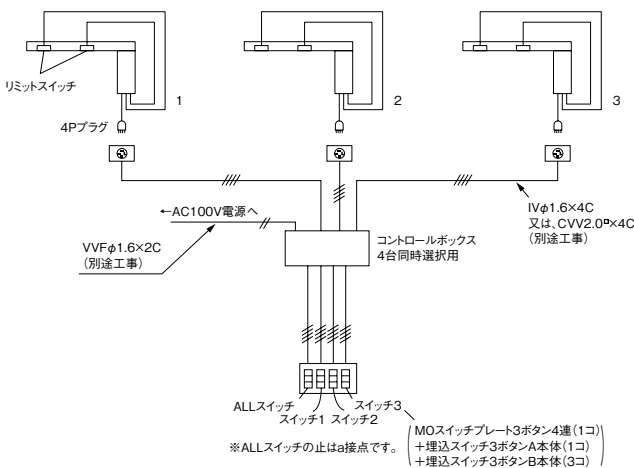 リミットスイッチ
1
2
3
4Pプラグ
←AC100V電源へ
VVFφ1.6×2C
(別途工事)
コントロールボックス
4台同時選択用
IVφ1.6×4C
又は、CVV2.0□×4C
(別途工事)
ALLスイッチ
スイッチ1
スイッチ2
スイッチ3
※ALLスイッチの止はa接点です。
MOスイッチプレート3ボタン4連(1コ)
+埋込スイッチ3ボタンA本体(1コ)
+埋込スイッチ3ボタンB本体(3コ)